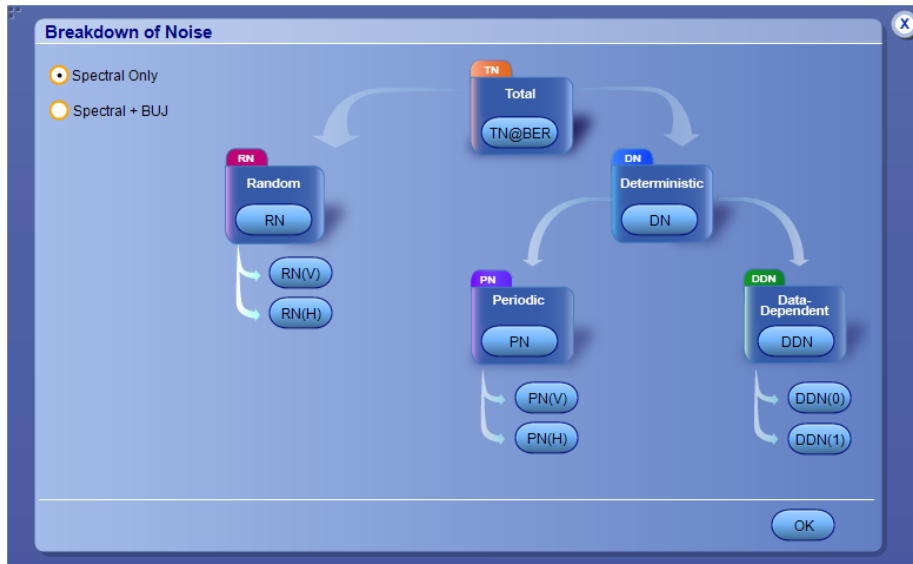 Breakdown of Noise
X
Spectral Only
Spectral + BUJ
TN
Total
TN@BER
RN
Random
RN
RN(V)
RN(H)
DN
Deterministic
DN
PN
Periodic
PN
PN(V)
PN(H)
DDN
Data-
Dependent
DDN
DDN(0)
DDN(1)
OK